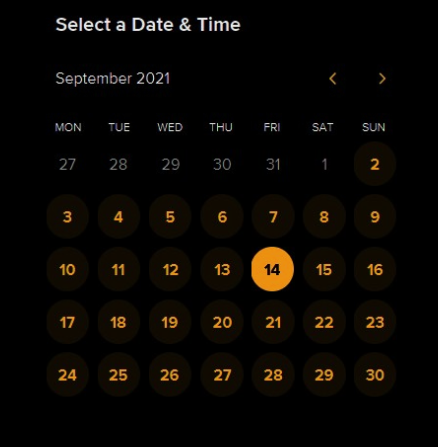 Select a Date & Time
September 2021
MON TUE WED THU FRI SAT SUN
27 28 29 30 31 1 2
3 4 5 6 7 8 9
10 11 12 13 14 15 16
17 18 19 20 21 22 23
24 25 26 27 28 29 30